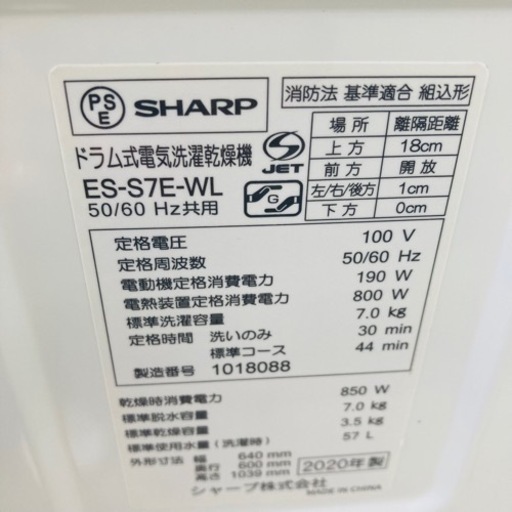 PSE SHARP
ドラム式電気洗濯乾燥機
ES-S7E-WL
50/60 Hz共用
S JET
G
消防法 基準適合 組込形
場所 離隔距離
上方 18cm
前方 開放
左/右/後方 1cm
下方 0cm
定格電圧 100 V
定格周波数 50/60 Hz
電動機定格消費電力 190 W
電熱装置定格消費電力 800 W
標準洗濯容量 7.0 kg
定格時間 洗いのみ 30 min
標準コース 44 min
製造番号 1018088
乾燥時消費電力 850 W
標準脱水容量 7.0 kg
標準乾燥容量 3.5 kg
標準使用水量(洗濯時) 57 L
外形寸法 幅 640 mm
奥行 600 mm
高さ 1039 mm
2020年製
シャープ株式会社
MADE IN CHINA